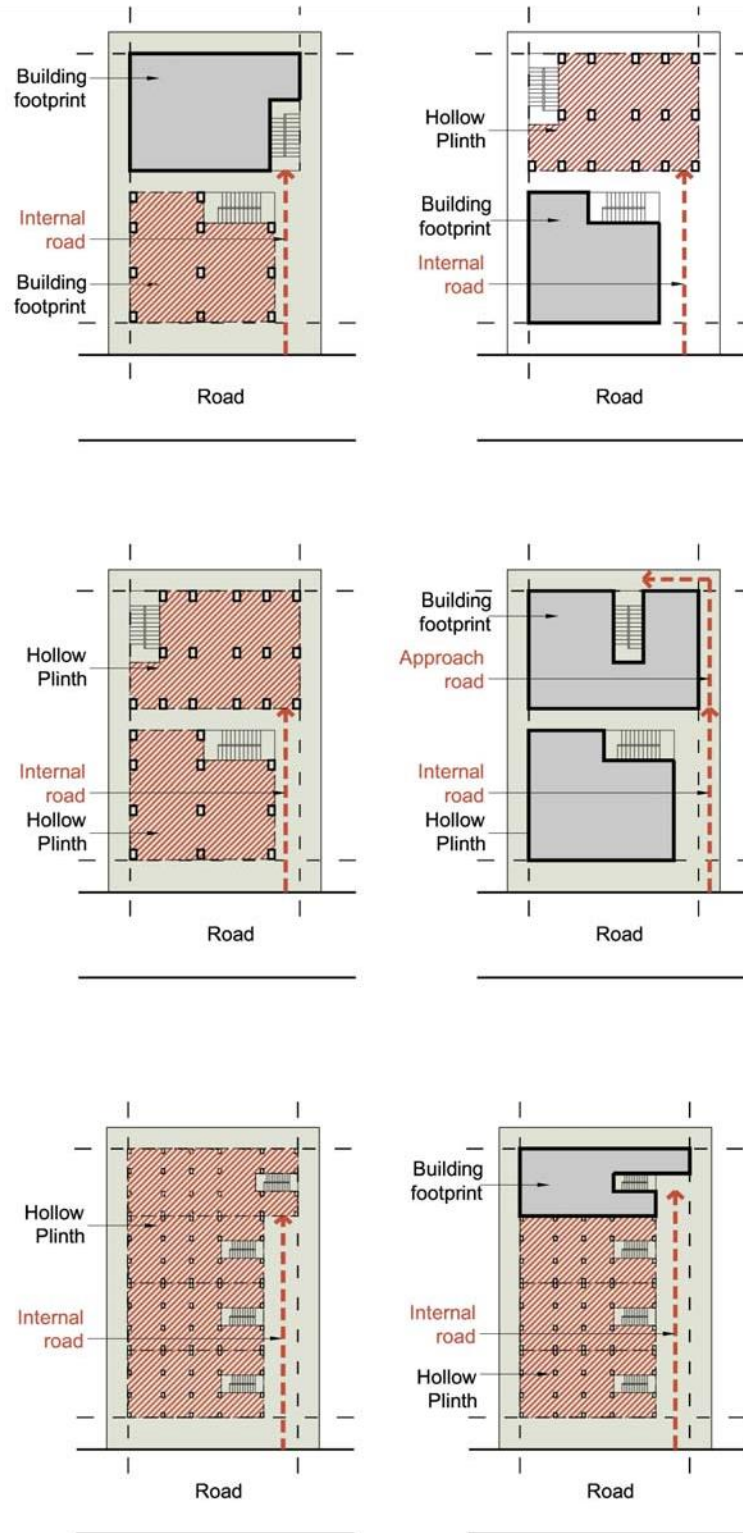 Building
footprint
Internal
road
Building
footprint
Road
Hollow
Plinth
Building
footprint
Internal
road
Road
Hollow
Plinth
Internal
road
Hollow
Plinth
Road
Building
footprint
Approach
road
Internal
road
Hollow
Plinth
Road
Hollow
Plinth
Internal
road
Road
Building
footprint
Internal
road
Hollow
Plinth
Road